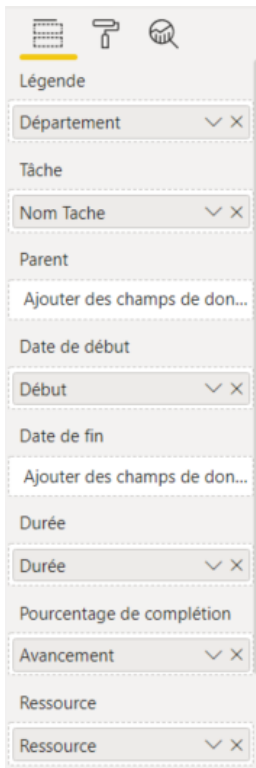 Légende
Département
Tâche
Nom Tache
Parent
Ajouter des champs de don...
Date de début
Début
Date de fin
Ajouter des champs de don...
Durée
Durée
Pourcentage de complétion
Avancement
Ressource
Ressource